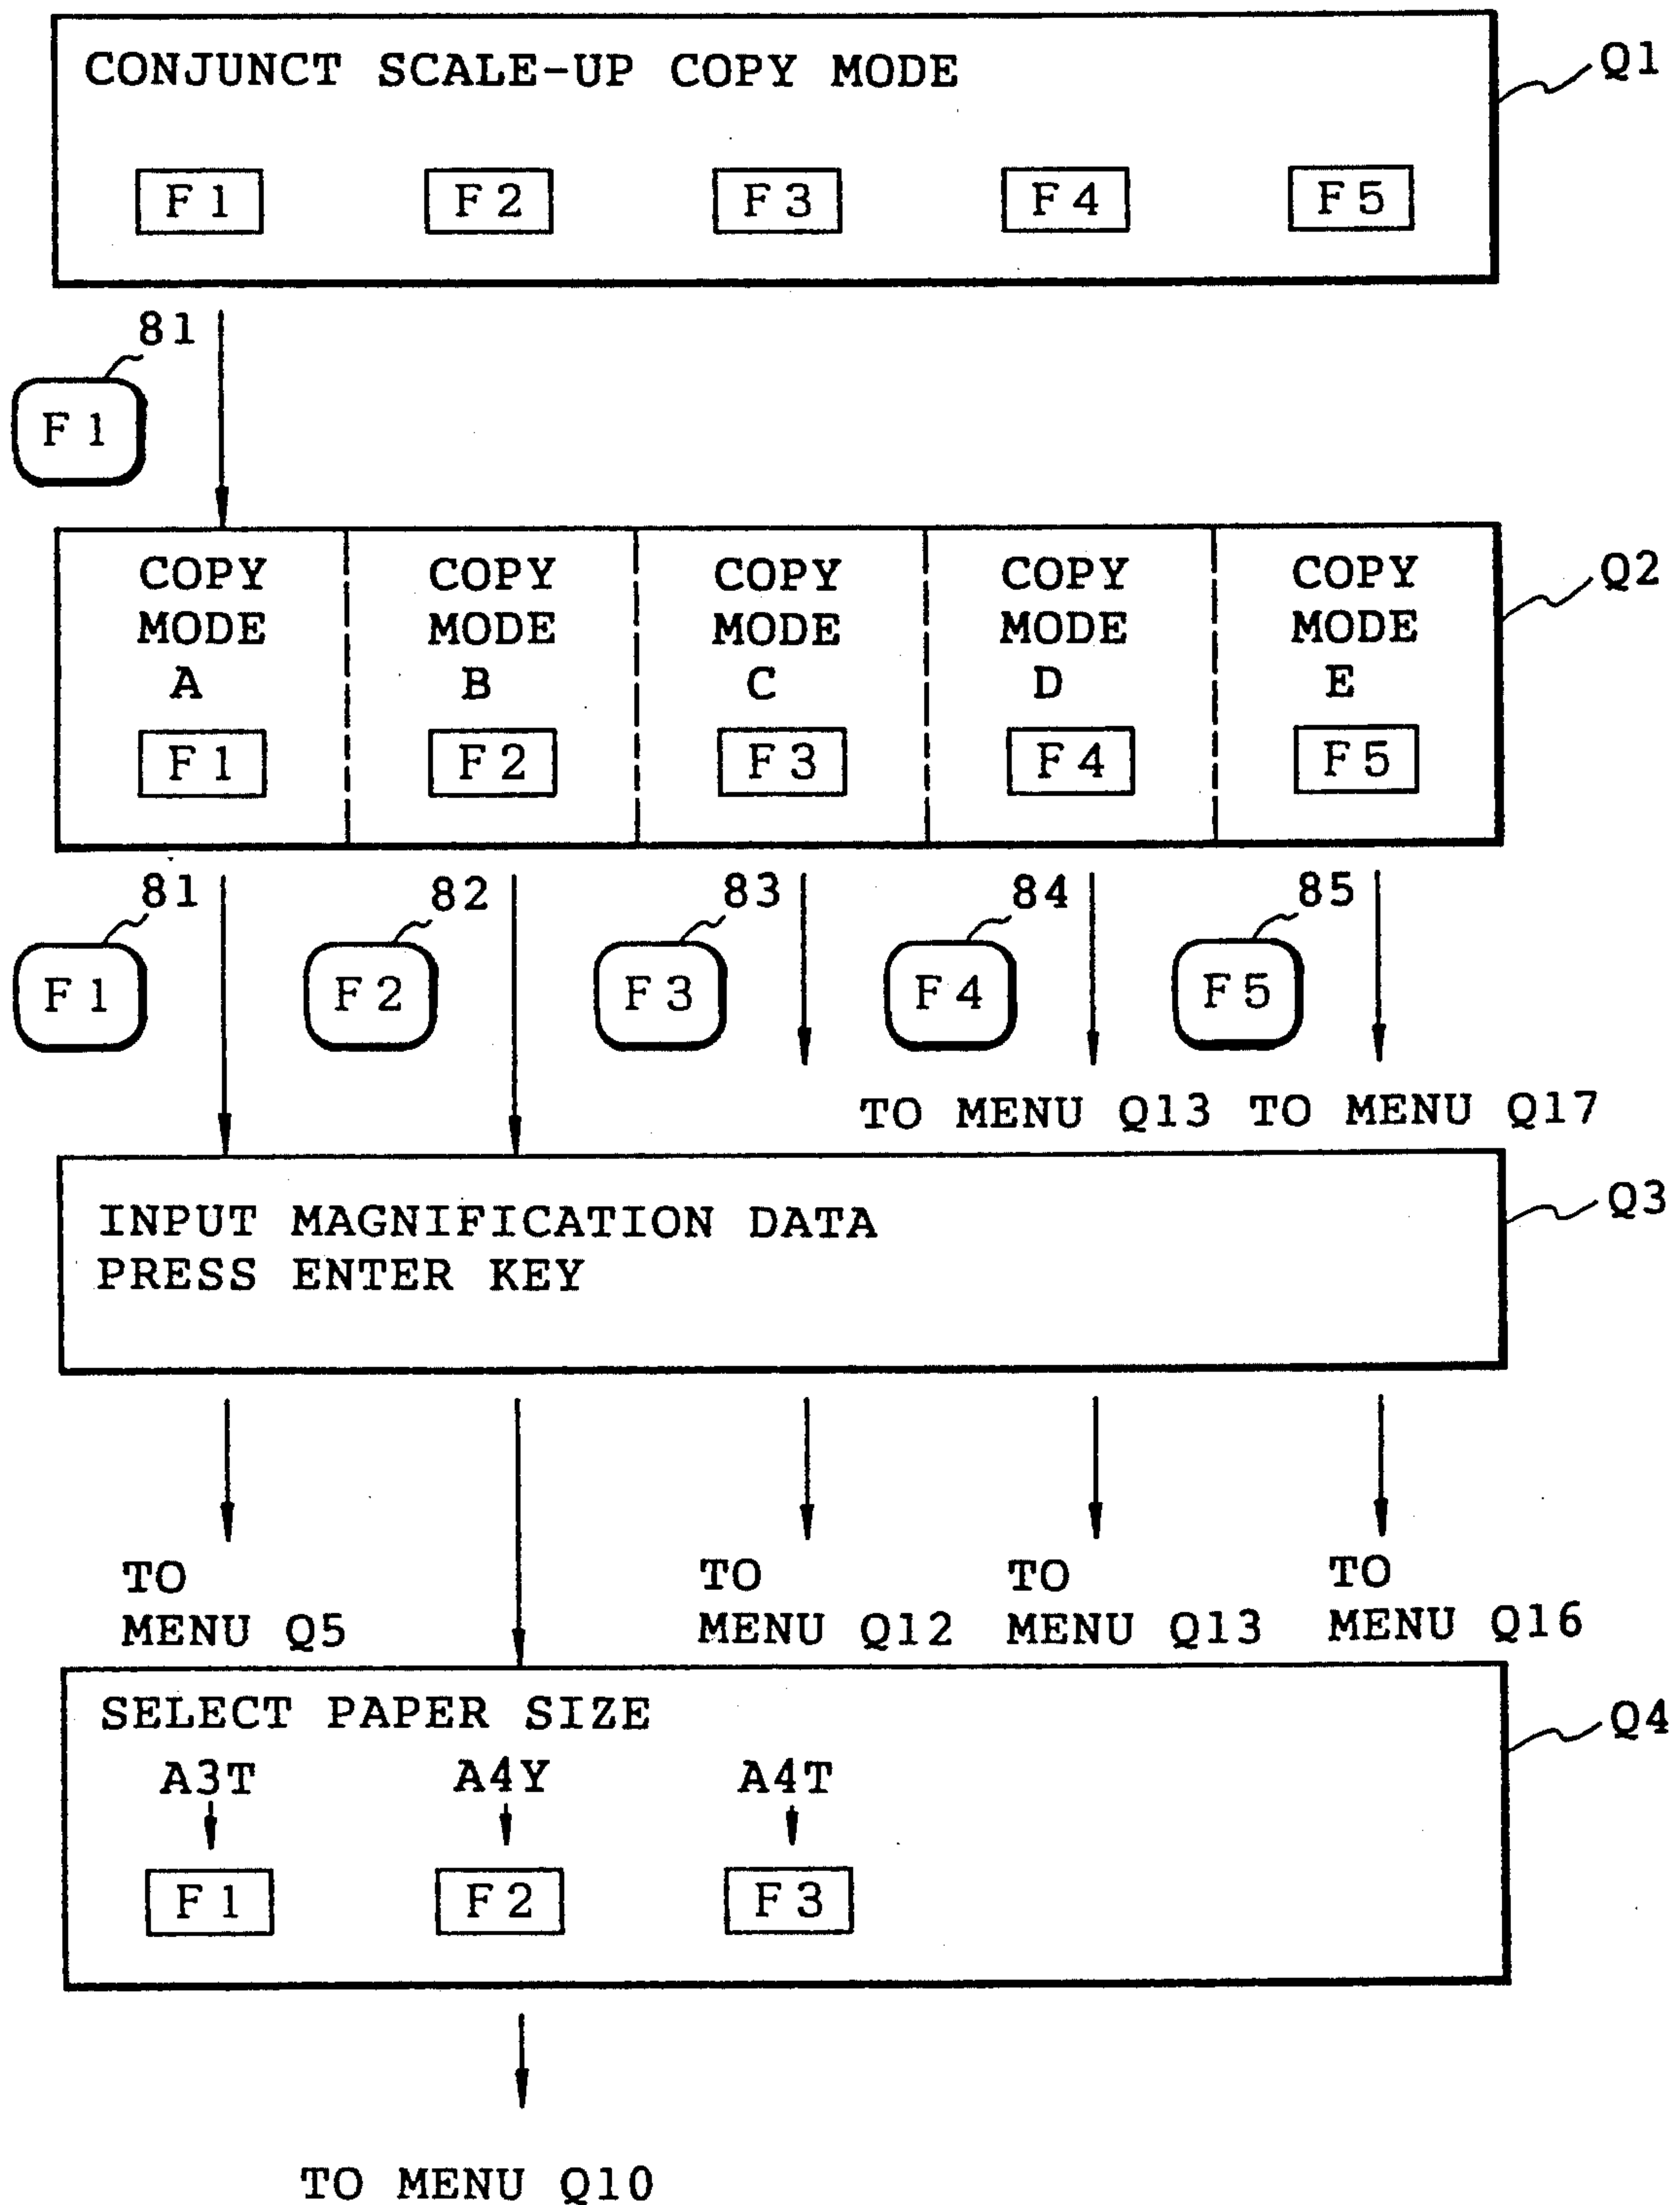 CONJUNCT SCALE-UP COPY MODE
Q1
F1 F2 F3 F4 F5
81
F1
COPY MODE A F1
COPY MODE B F2
COPY MODE C F3
COPY MODE D F4
COPY MODE E F5
Q2
81 82 83 84 85
F1 F2 F3 F4 F5
TO MENU Q13 TO MENU Q17
INPUT MAGNIFICATION DATA
PRESS ENTER KEY
Q3
TO MENU Q5
TO MENU Q12
TO MENU Q13
TO MENU Q16
SELECT PAPER SIZE
Q4
A3T A4Y A4T
F1 F2 F3
TO MENU Q10